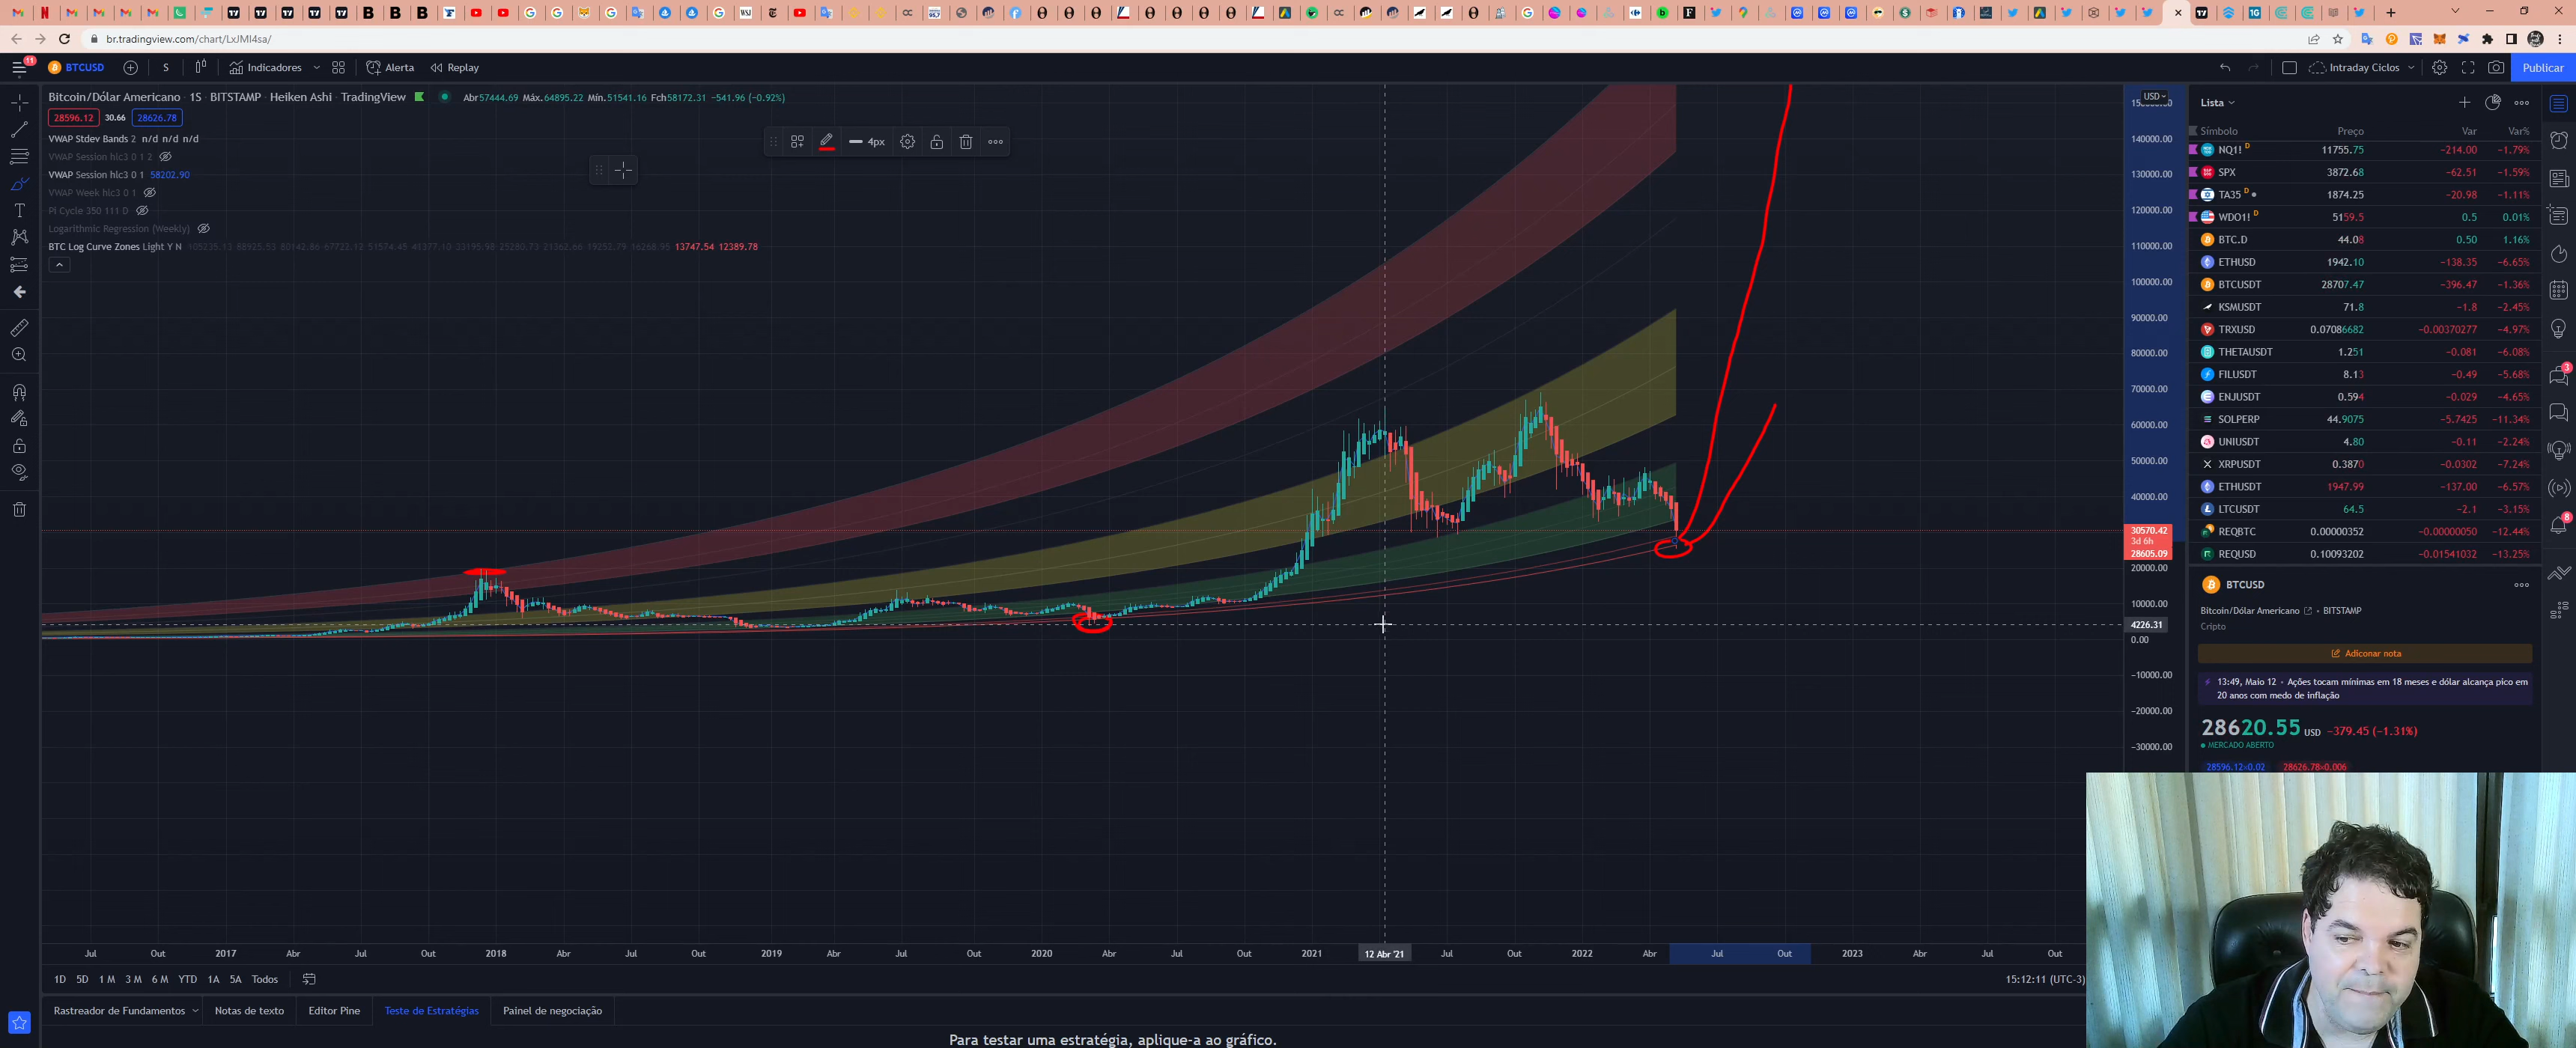 br.tradingview.com/chart/LxJMI4sa/
11
BTCUSD
S
Indicadores
Alerta
Replay
Intraday Ciclos
Publicar
Bitcoin/Dólar Americano · 1S · BITSTAMP · Heiken Ashi · TradingView
Abr57444.69 Máx.64895.22 Mín.51541.16 Fch58172.31 −541.96 (−0.92%)
28596.12 30.66 28626.78
VWAP Stdev Bands 2 n/d n/d n/d
VWAP Session hlc3 0 1 2
VWAP Session hlc3 0 1 58202.90
VWAP Week hlc3 0 1
Pi Cycle 350 111 D
Logarithmic Regression (Weekly)
BTC Log Curve Zones Light Y N 13747.54 12389.78
4px
USD
140000.00
130000.00
120000.00
110000.00
100000.00
90000.00
80000.00
70000.00
60000.00
50000.00
40000.00
30570.42
3d 6h
28605.09
20000.00
10000.00
4226.31
0.00
−10000.00
−20000.00
−30000.00
Jul Out 2017 Abr Jul Out 2018 Abr Jul Out 2019 Abr Jul Out 2020 Abr Jul Out 2021 12 Abr '21 Jul Out 2022 Abr Jul Out 2023 Abr Jul Out
1D 5D 1 M 3 M 6 M YTD 1A 5A Todos
15:12:11 (UTC-3)
Rastreador de Fundamentos Notas de texto Editor Pine Teste de Estratégias Painel de negociação
Para testar uma estratégia, aplique-a ao gráfico.
Lista
Símbolo Preço Var Var%
NQ1! D 11755.75 −214.00 −1.79%
SPX 3872.68 −62.51 −1.59%
TA35 D 1874.25 −20.98 −1.11%
WDO1! D 5159.5 0.5 0.01%
BTC.D 44.08 0.50 1.16%
ETHUSD 1942.10 −138.35 −6.65%
BTCUSDT 28707.47 −396.47 −1.36%
KSMUSDT 71.8 −1.8 −2.45%
TRXUSD 0.07086682 −0.00370277 −4.97%
THETAUSDT 1.251 −0.081 −6.08%
FILUSDT 8.13 −0.49 −5.68%
ENJUSDT 0.594 −0.029 −4.65%
SOLPERP 44.9075 −5.7425 −11.34%
UNIUSDT 4.80 −0.11 −2.24%
XRPUSDT 0.3870 −0.0302 −7.24%
ETHUSDT 1947.99 −137.00 −6.57%
LTCUSDT 64.5 −2.1 −3.15%
REQBTC 0.00000352 −0.00000050 −12.44%
REQUSD 0.10093202 −0.01541032 −13.25%
BTCUSD
Bitcoin/Dólar Americano • BITSTAMP
Cripto
Adicionar nota
13:49, Maio 12 • Ações tocam mínimas em 18 meses e dólar alcança pico em
20 anos com medo de inflação
28620.55 USD −379.45 (−1.31%)
MERCADO ABERTO
28596.12×0.02 28626.78×0.006
3
8